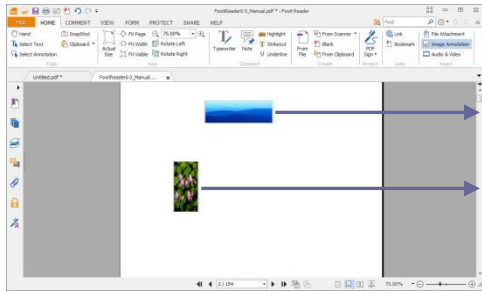 FoxitReader6.0_Manual.pdf * - Foxit Reader
File HOME COMMENT VIEW FORM PROTECT SHARE HELP
Find
Hand SnapShot Fit Page 75.00% Highlight From Scanner File Attachment
Select Text Clipboard Fit Width Rotate Left Strikeout Blank Bookmark Image Annotation
Select Annotation Actual Size Fit Visible Rotate Right Typewriter Note Underline From File From Clipboard PDF Sign Link Audio & Video
Tools View Comment Create Protect Links Insert
Untitled.pdf * FoxitReader6.0_Manual.... x
2 / 154 75.00%